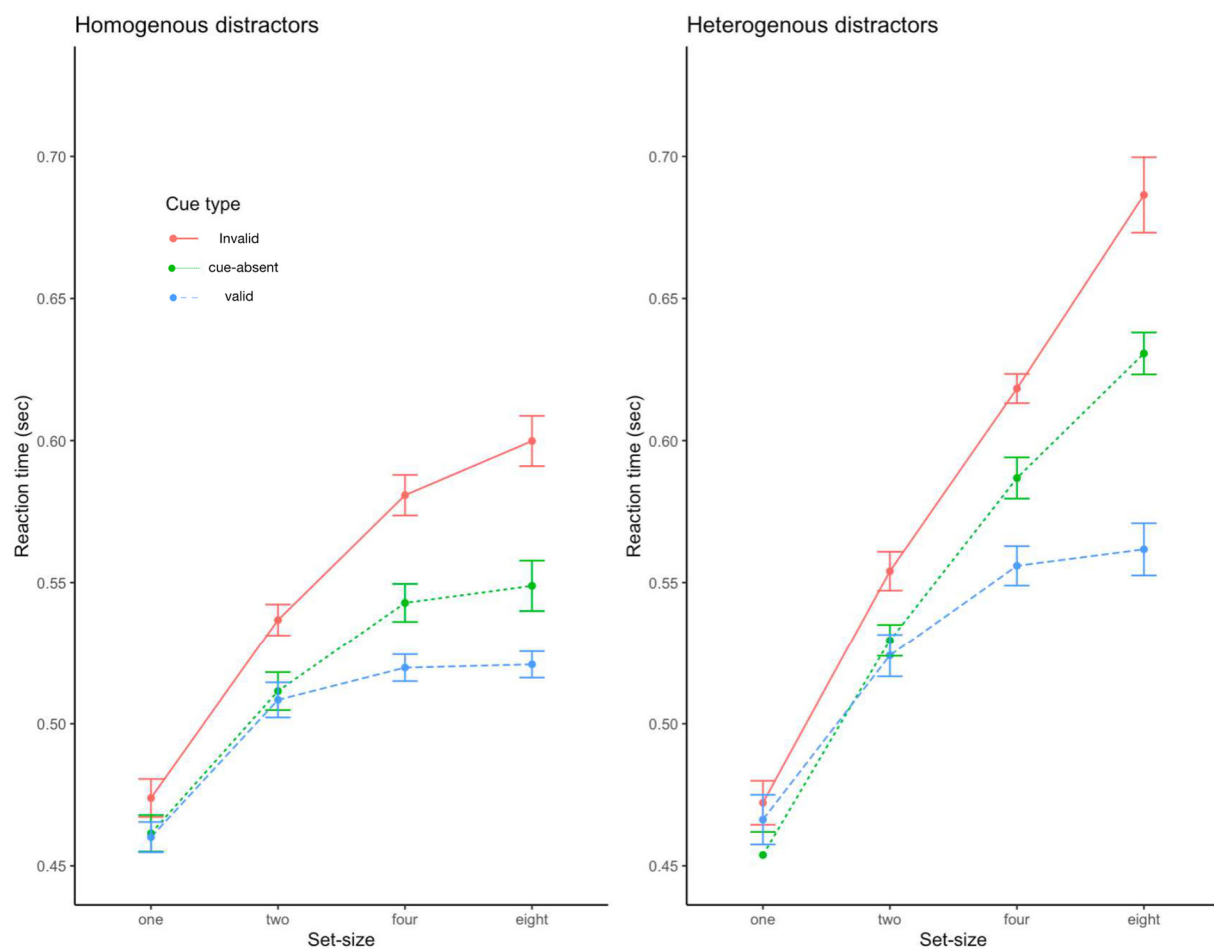 Homogenous distractors
Heterogenous distractors
Reaction time (sec)
0.70
0.65
0.60
0.55
0.50
0.45
Cue type
Invalid
cue-absent
valid
one two four eight
Set-size
Reaction time (sec)
0.70
0.65
0.60
0.55
0.50
0.45
one two four eight
Set-size